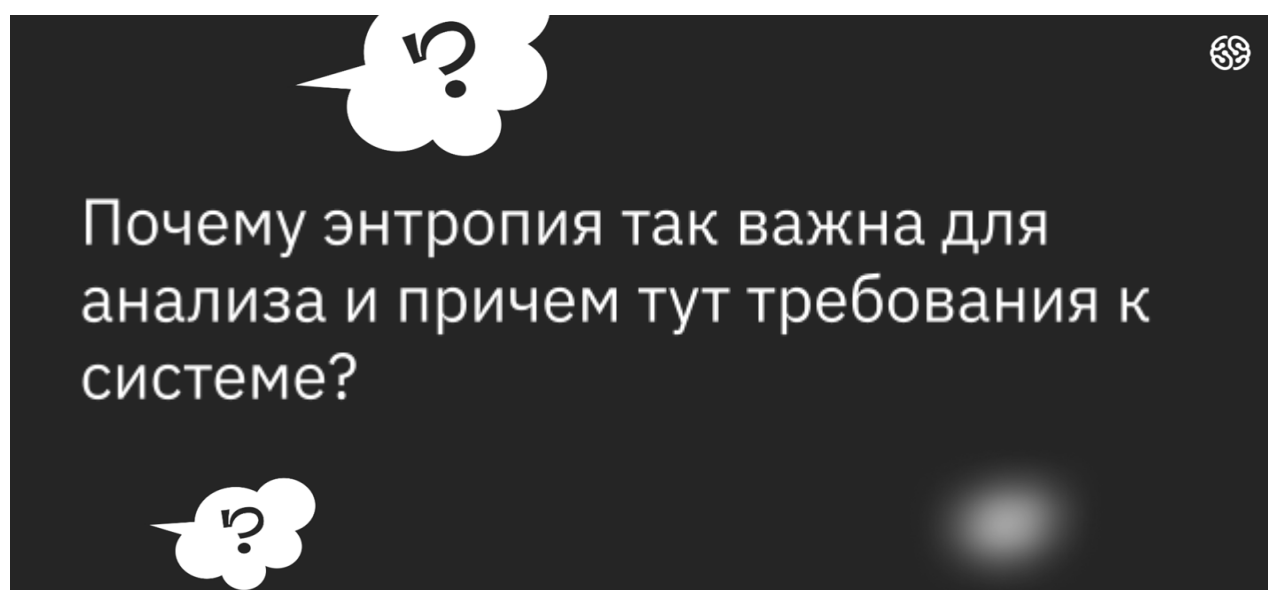 ?
Почему энтропия так важна для
анализа и причем тут требования к
системе?
?